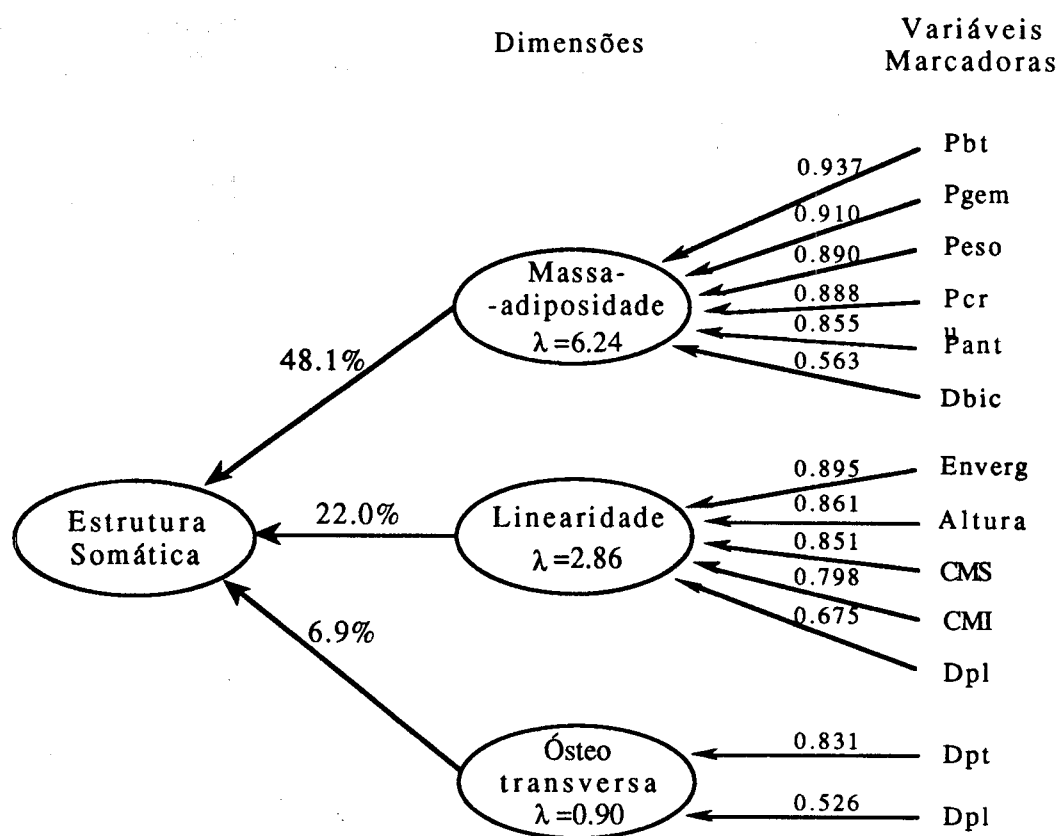 Dimensões
Variáveis
Marcadoras
Pbt
0.937
Pgem
0.910
Peso
0.890
Massa-
-adiposidade
λ=6.24
Pcr
u
0.888
Pant
0.855
Dbic
0.563
48.1%
Enverg
0.895
Altura
0.861
CMS
0.851
CMI
0.798
Dpl
0.675
Linearidade
λ=2.86
22.0%
Estrutura
Somática
6.9%
Ósteo
transversa
λ=0.90
0.831
Dpt
0.526
Dpl